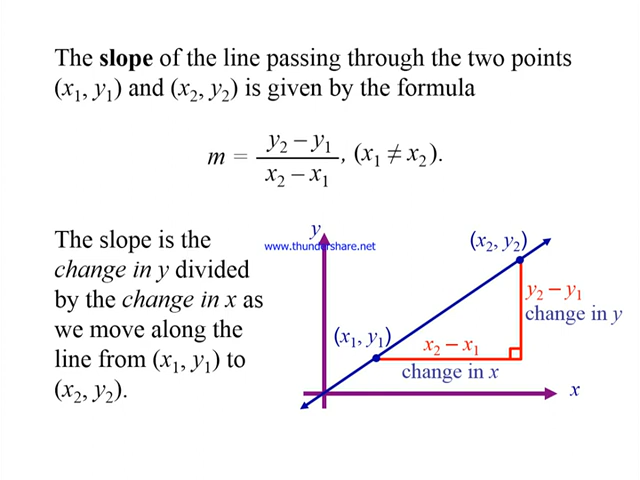 The slope of the line passing through the two points
(x₁, y₁) and (x₂, y₂) is given by the formula
m = (y₂ – y₁)/(x₂ – x₁), (x₁ ≠ x₂).
The slope is the
change in y divided
by the change in x as
we move along the
line from (x₁, y₁) to
(x₂, y₂).
y
www.thundershare.net
(x₂, y₂)
y₂ – y₁
change in y
(x₁, y₁)
x₂ – x₁
change in x
x